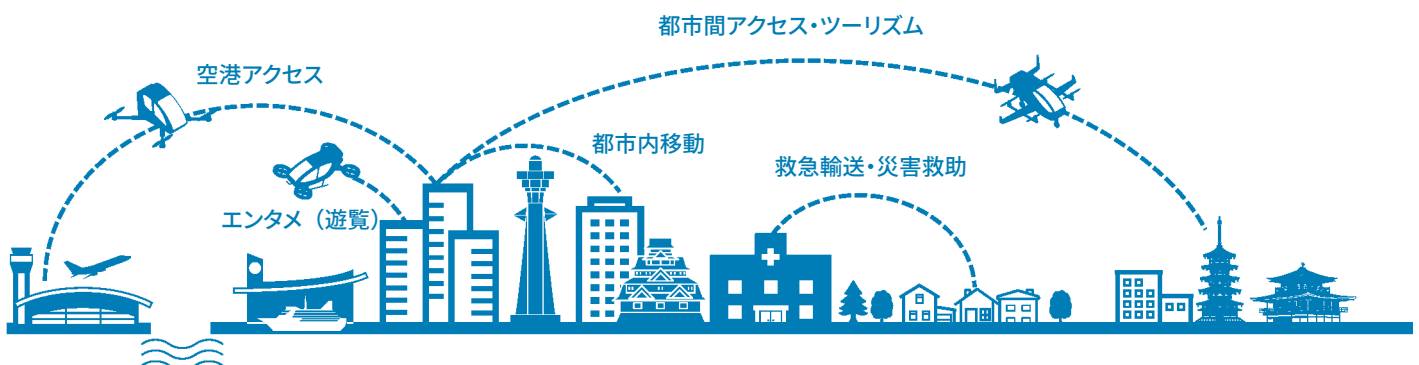 都市間アクセス・ツーリズム
空港アクセス
都市内移動
救急輸送・災害救助
エンタメ（遊覧）